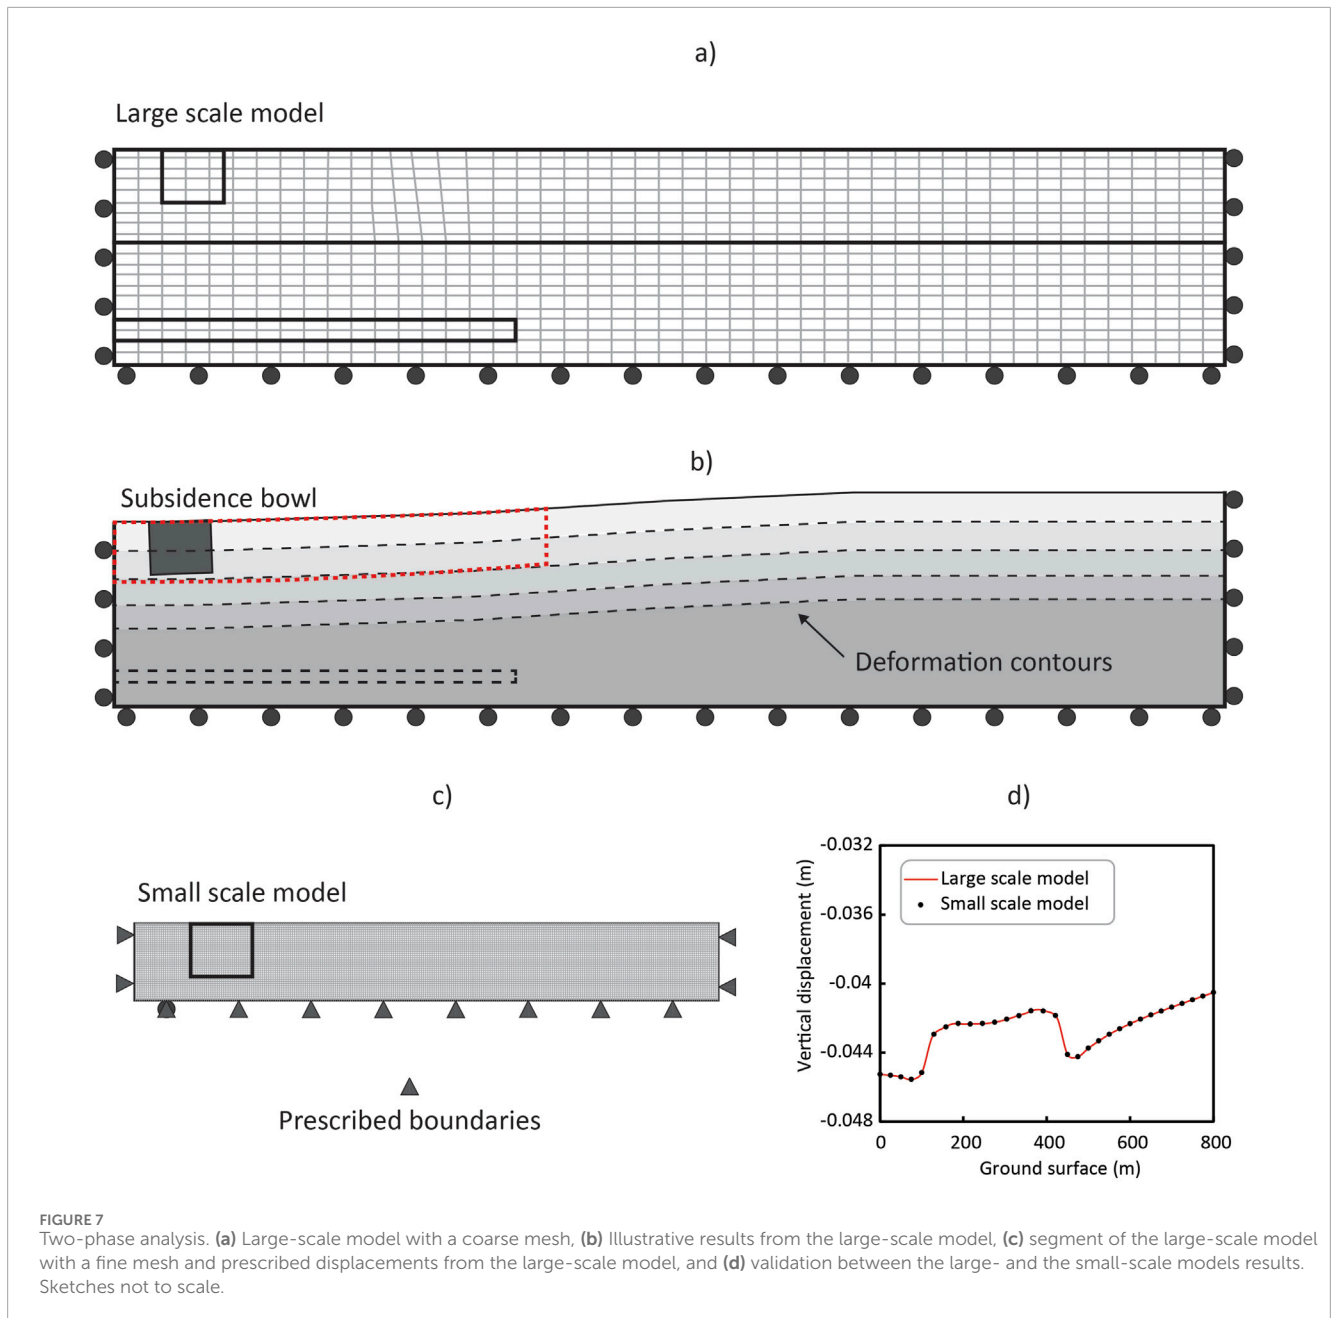 a)
Large scale model
b)
Subsidence bowl
Deformation contours
c)
Small scale model
Prescribed boundaries
d)
Vertical displacement (m)
-0.032
-0.036
-0.04
-0.044
-0.048
Large scale model
Small scale model
0 200 400 600 800
Ground surface (m)
FIGURE 7
Two-phase analysis. (a) Large-scale model with a coarse mesh, (b) Illustrative results from the large-scale model, (c) segment of the large-scale model
with a fine mesh and prescribed displacements from the large-scale model, and (d) validation between the large- and the small-scale models results.
Sketches not to scale.